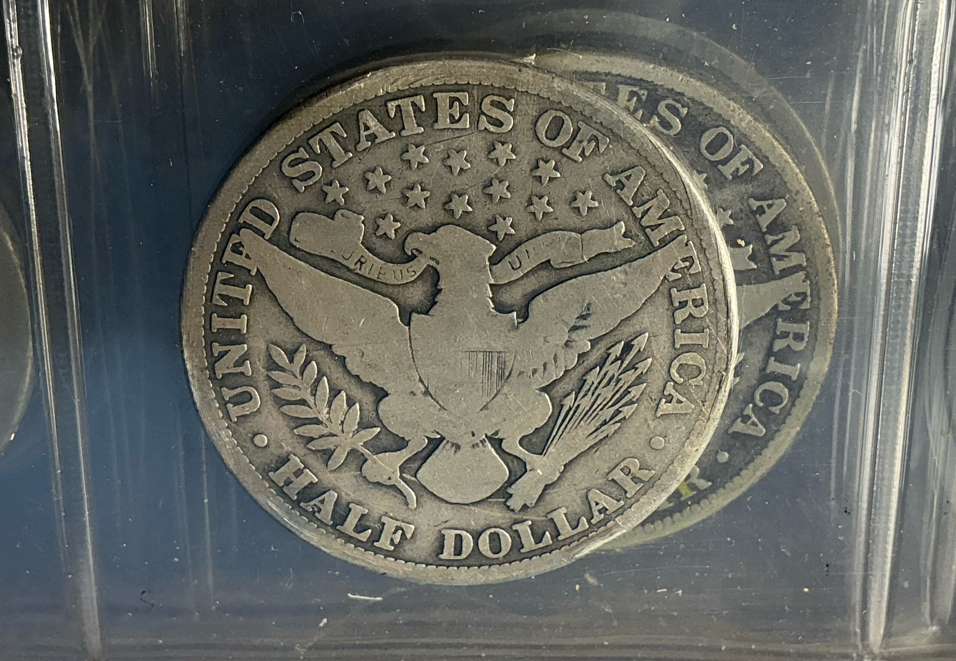 UNITED STATES OF AMERICA
HALF DOLLAR
RIBUS
ES OF AMERICA
R